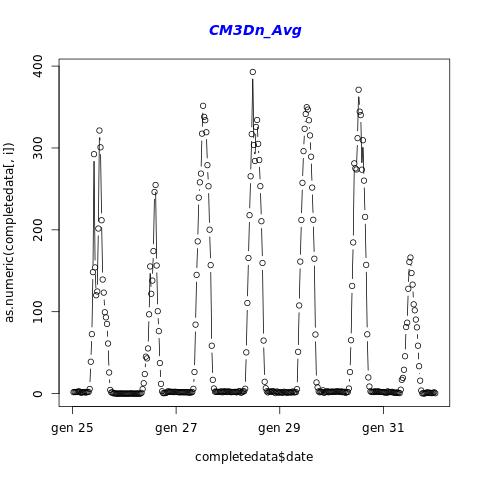 CM3Dn_Avg
as.numeric(completedata[, i])
400
300
200
100
0
gen 25
gen 27
gen 29
gen 31
completedata$date